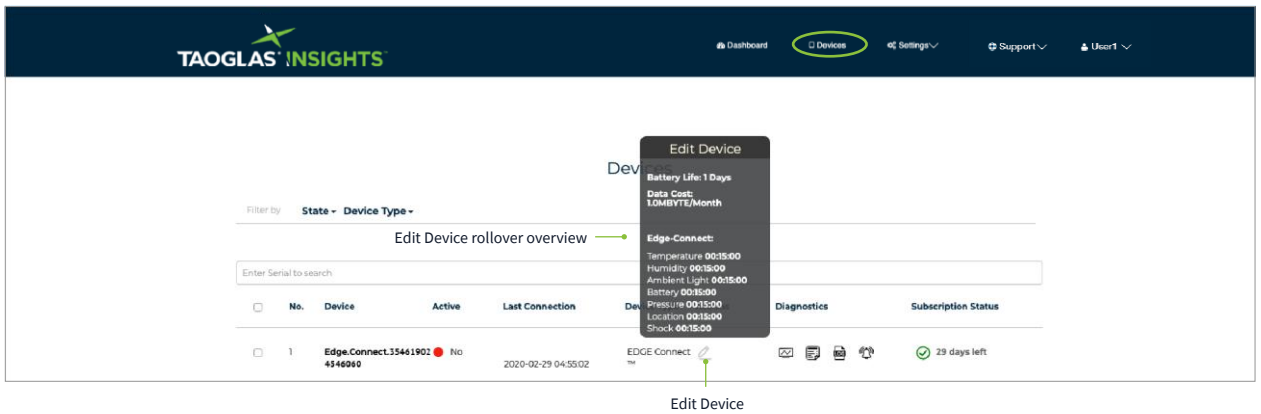 TAOGLAS INSIGHTS
Dashboard Devices Settings Support User1
Edit Device
Devices
Battery Life: 1 Days
Data Cost:
1.0MBYTE/Month
Filter by State Device Type
Edit Device rollover overview
Edge-Connect:
Temperature 00:15:00
Humidity 00:15:00
Ambient Light 00:15:00
Battery 00:15:00
Pressure 00:15:00
Location 00:15:00
Shock 00:15:00
Enter Serial to search
No. Device Active Last Connection Diagnostics Subscription Status
1 Edge.Connect.35461902 No EDGE Connect 29 days left
4546060 2020-02-29 04:55:02 ™
Edit Device